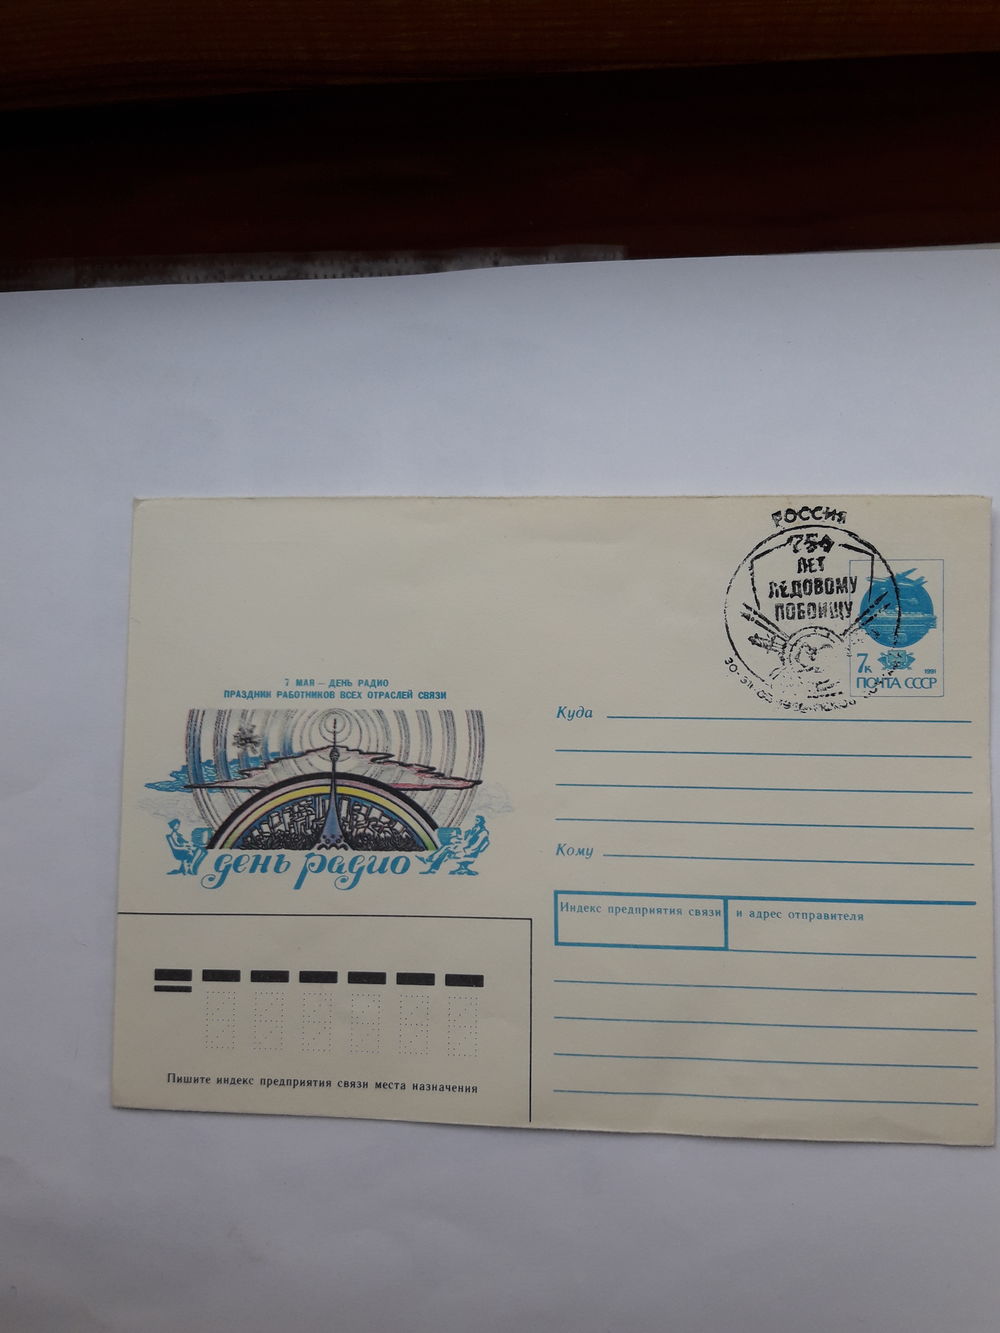 РОССИЯ
750
ЛЕТ
ЛЕДОВОМУ
ПОБОИЩУ
7к
1991
ПОЧТА СССР
7 МАЯ — ДЕНЬ РАДИО
ПРАЗДНИК РАБОТНИКОВ ВСЕХ ОТРАСЛЕЙ СВЯЗИ
день радио
Куда
Кому
Индекс предприятия связи и адрес отправителя
Пишите индекс предприятия связи места назначения